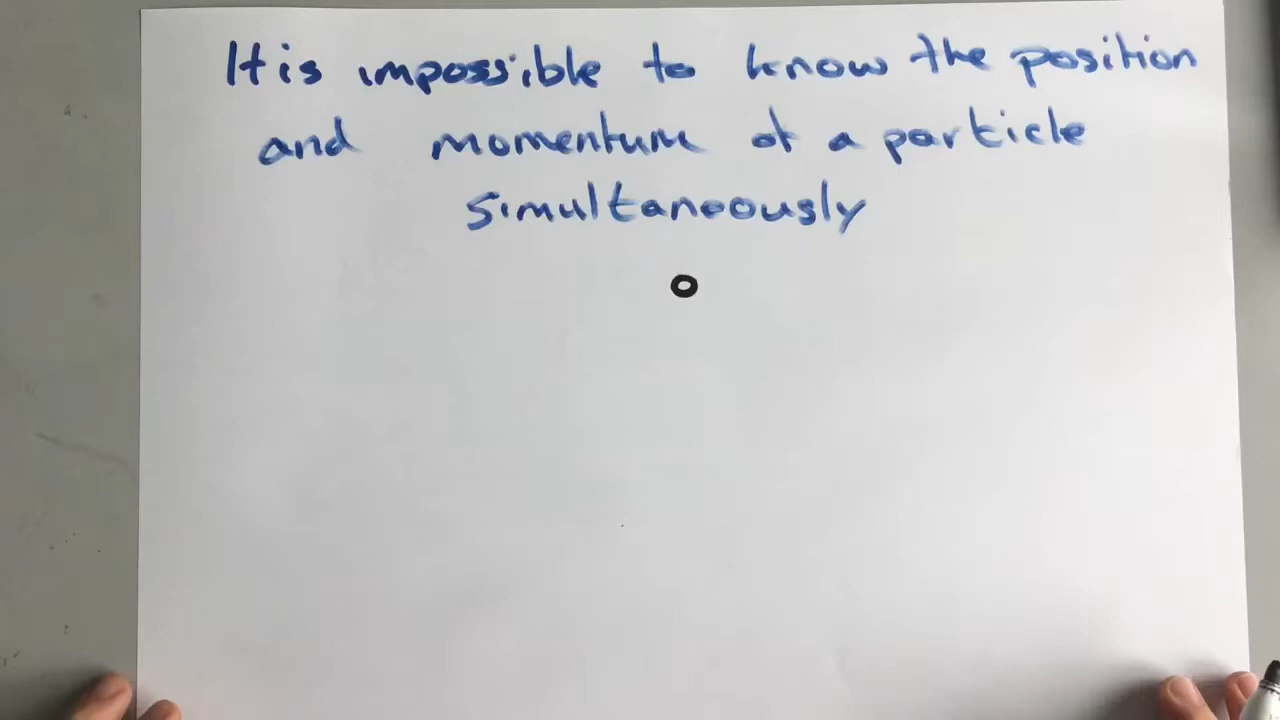 It is impossible to know the position
and momentum of a particle
simultaneously